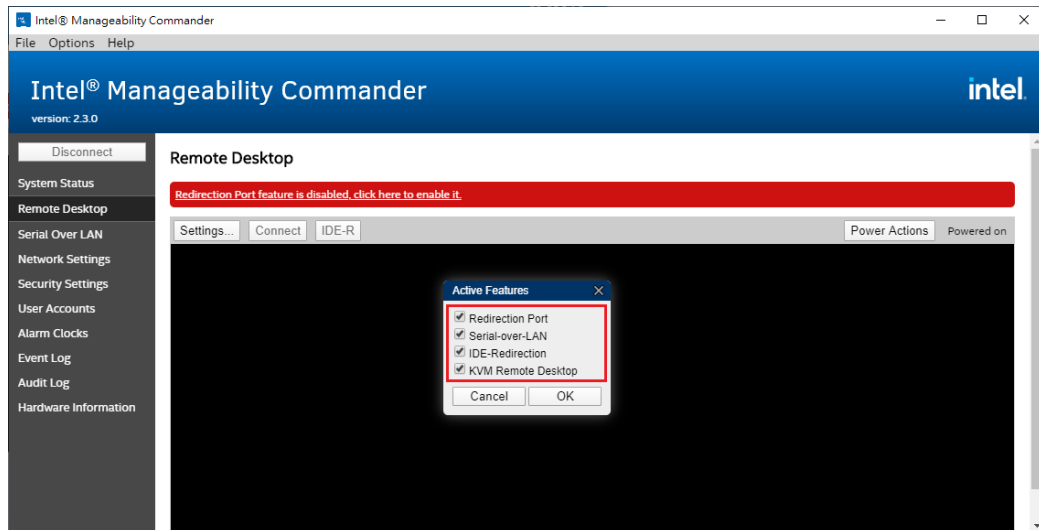 Intel® Manageability Commander
File Options Help
Intel® Manageability Commander
intel.
version: 2.3.0
Disconnect
System Status
Remote Desktop
Serial Over LAN
Network Settings
Security Settings
User Accounts
Alarm Clocks
Event Log
Audit Log
Hardware Information
Remote Desktop
Redirection Port feature is disabled, click here to enable it.
Settings... Connect IDE-R Power Actions Powered on
Active Features
Redirection Port
Serial-over-LAN
IDE-Redirection
KVM Remote Desktop
Cancel OK